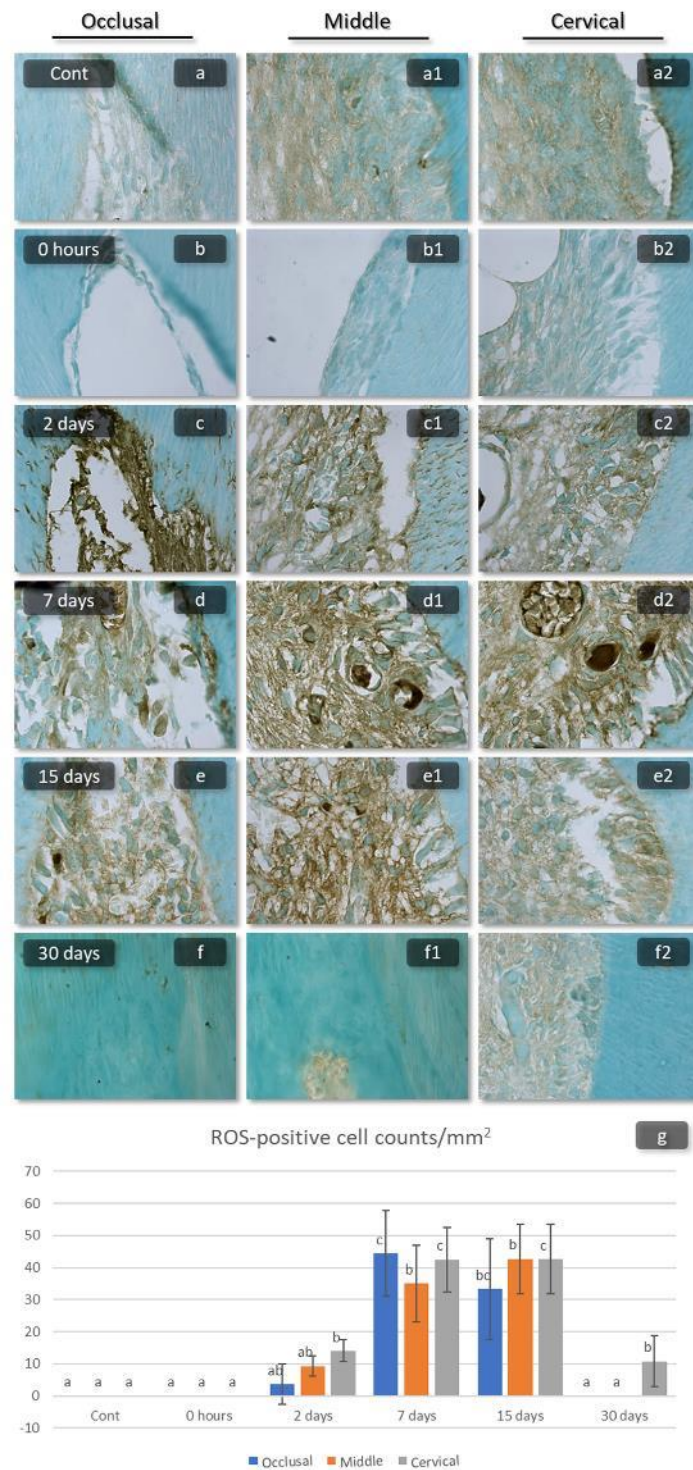 Occlusal Middle Cervical
Cont a a1 a2
0 hours b b1 b2
2 days c c1 c2
7 days d d1 d2
15 days e e1 e2
30 days f f1 f2
ROS-positive cell counts/mm² g
70
60
50
40
30
20
10
0
-10
a a a a a a ab ab b c b c bc b c a a b
Cont 0 hours 2 days 7 days 15 days 30 days
Occlusal Middle Cervical